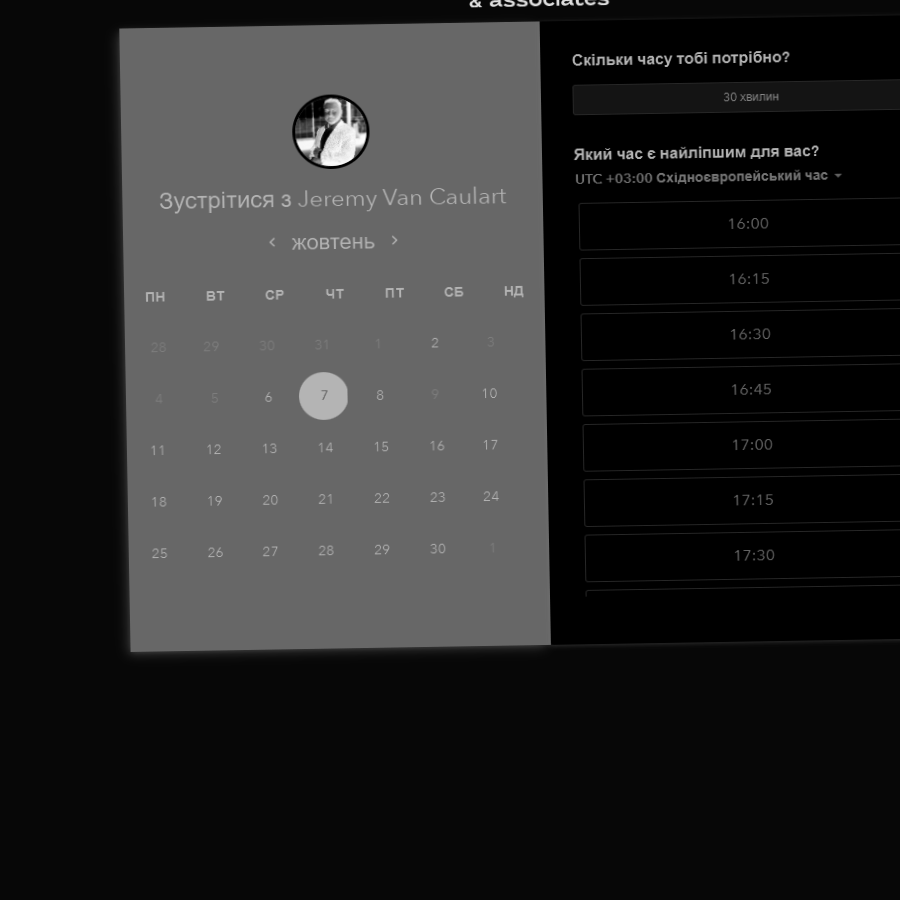 & associates
Зустрітися з Jeremy Van Caulart
жовтень
ПН ВТ СР ЧТ ПТ СБ НД
28 29 30 31 1 2 3
4 5 6 7 8 9 10
11 12 13 14 15 16 17
18 19 20 21 22 23 24
25 26 27 28 29 30 1
Скільки часу тобі потрібно?
30 хвилин
Який час є найліпшим для вас?
UTC +03:00 Східноєвропейський час
16:00
16:15
16:30
16:45
17:00
17:15
17:30